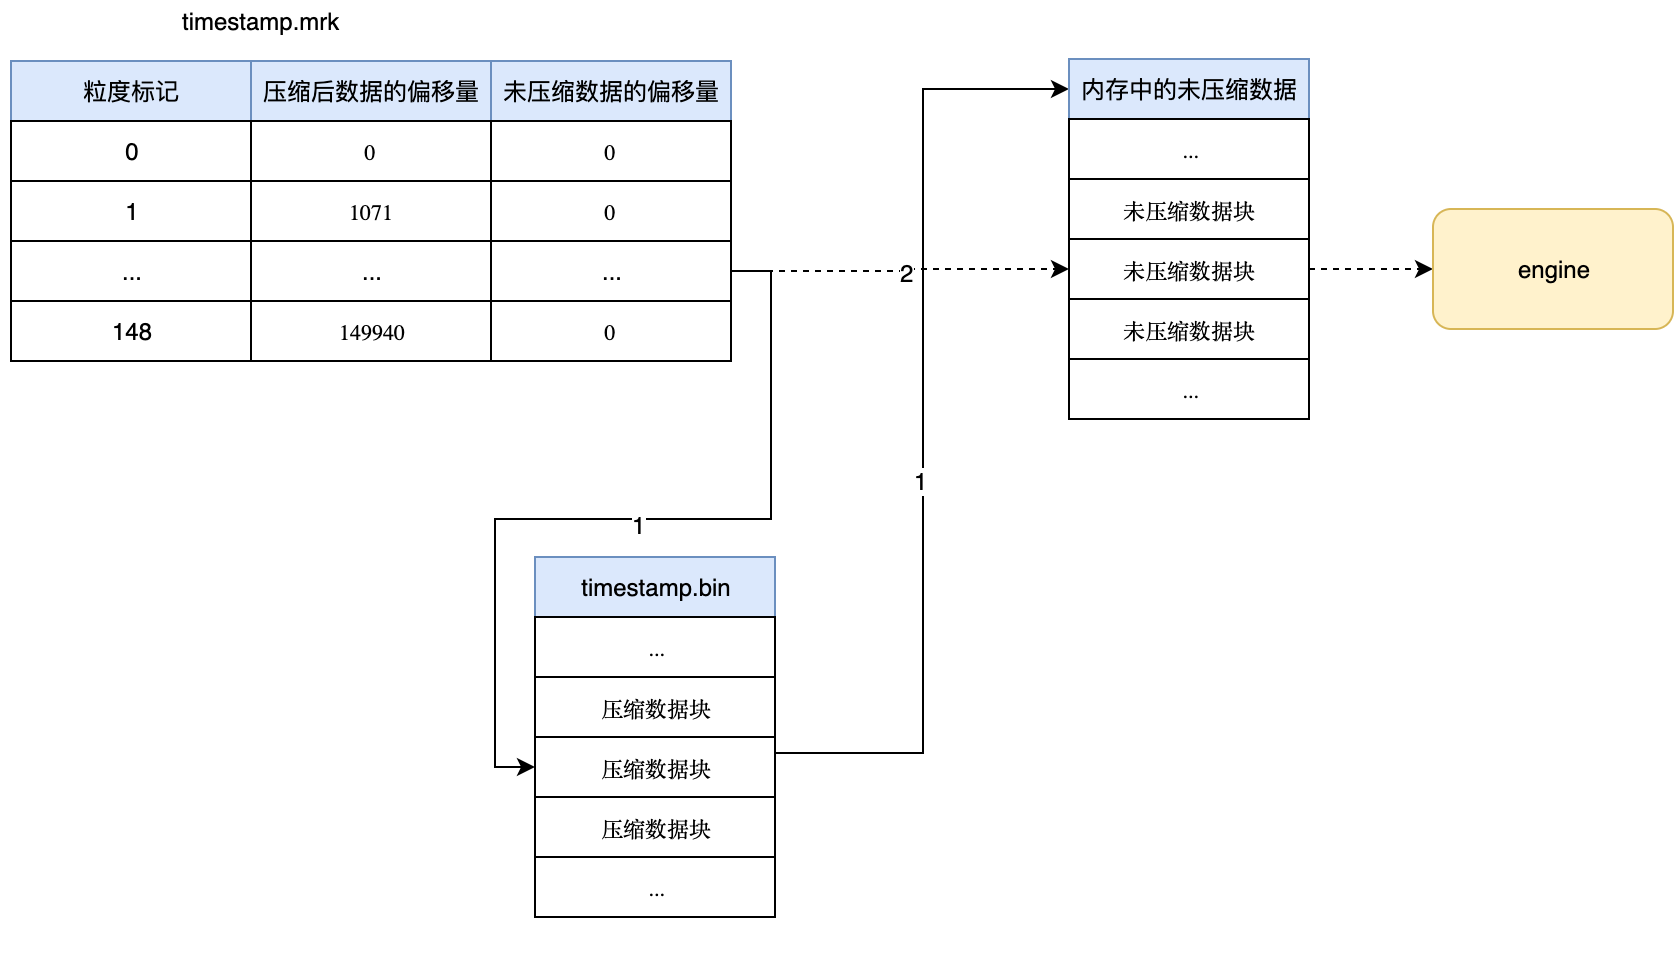 timestamp.mrk
粒度标记 压缩后数据的偏移量 未压缩数据的偏移量
0 0 0
1 1071 0
... ... ...
148 149940 0
内存中的未压缩数据
...
未压缩数据块
未压缩数据块
未压缩数据块
...
2
engine
1
1
timestamp.bin
...
压缩数据块
压缩数据块
压缩数据块
...